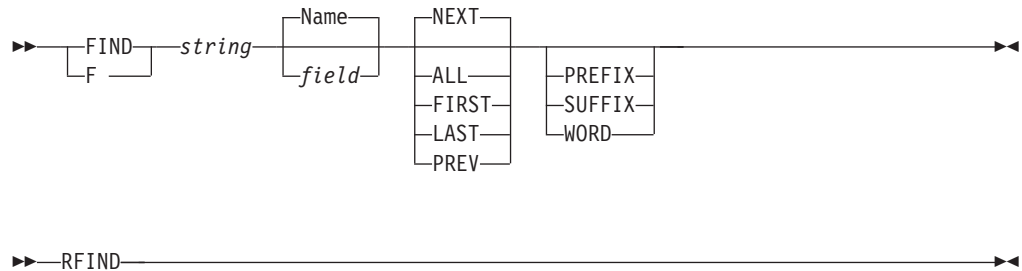 Name NEXT
FIND string
F field ALL PREFIX
FIRST SUFFIX
LAST WORD
PREV
RFIND